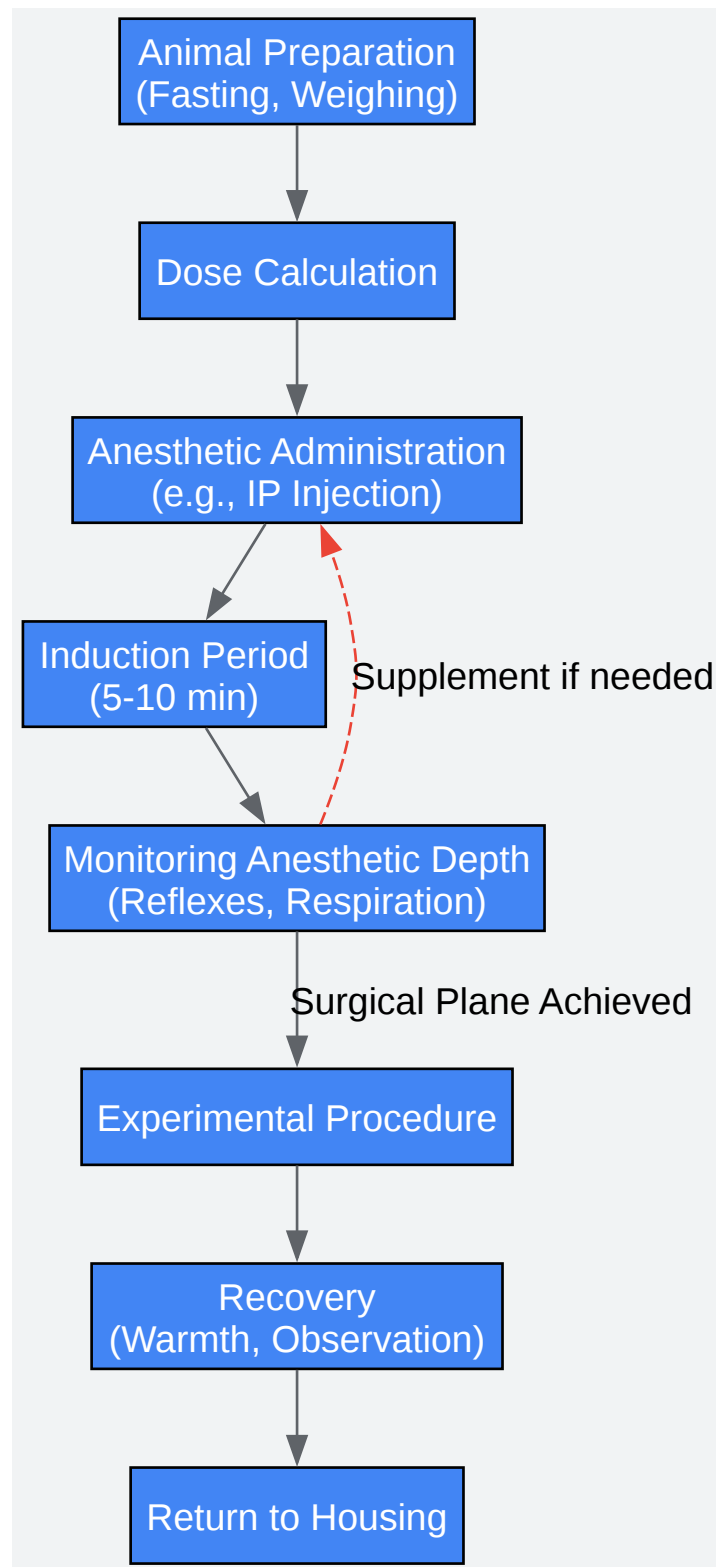 Animal Preparation
(Fasting, Weighing)
Dose Calculation
Anesthetic Administration
(e.g., IP Injection)
Induction Period
(5-10 min)
Supplement if needed
Monitoring Anesthetic Depth
(Reflexes, Respiration)
Surgical Plane Achieved
Experimental Procedure
Recovery
(Warmth, Observation)
Return to Housing